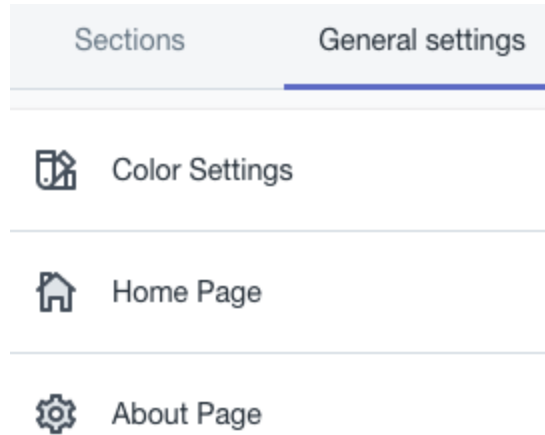 Sections General settings
Color Settings
Home Page
About Page